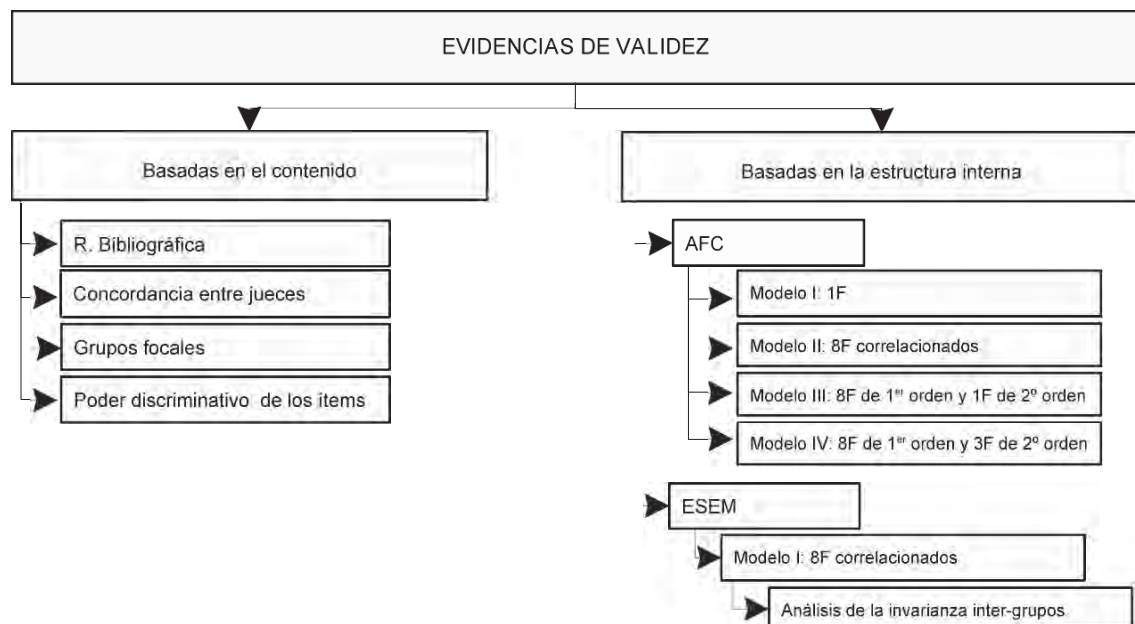 EVIDENCIAS DE VALIDEZ
Basadas en el contenido
R. Bibliográfica
Concordancia entre jueces
Grupos focales
Poder discriminativo de los items
Basadas en la estructura interna
AFC
Modelo I: 1F
Modelo II: 8F correlacionados
Modelo III: 8F de 1er orden y 1F de 2º orden
Modelo IV: 8F de 1er orden y 3F de 2º orden
ESEM
Modelo I: 8F correlacionados
Análisis de la invarianza inter-grupos